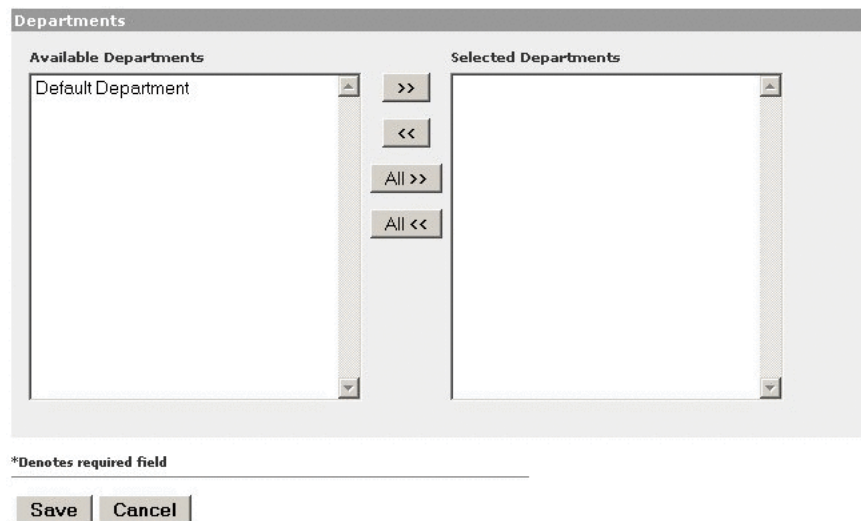 Departments
Available Departments
Selected Departments
Default Department
>>
<<
All >>
All <<
*Denotes required field
Save
Cancel